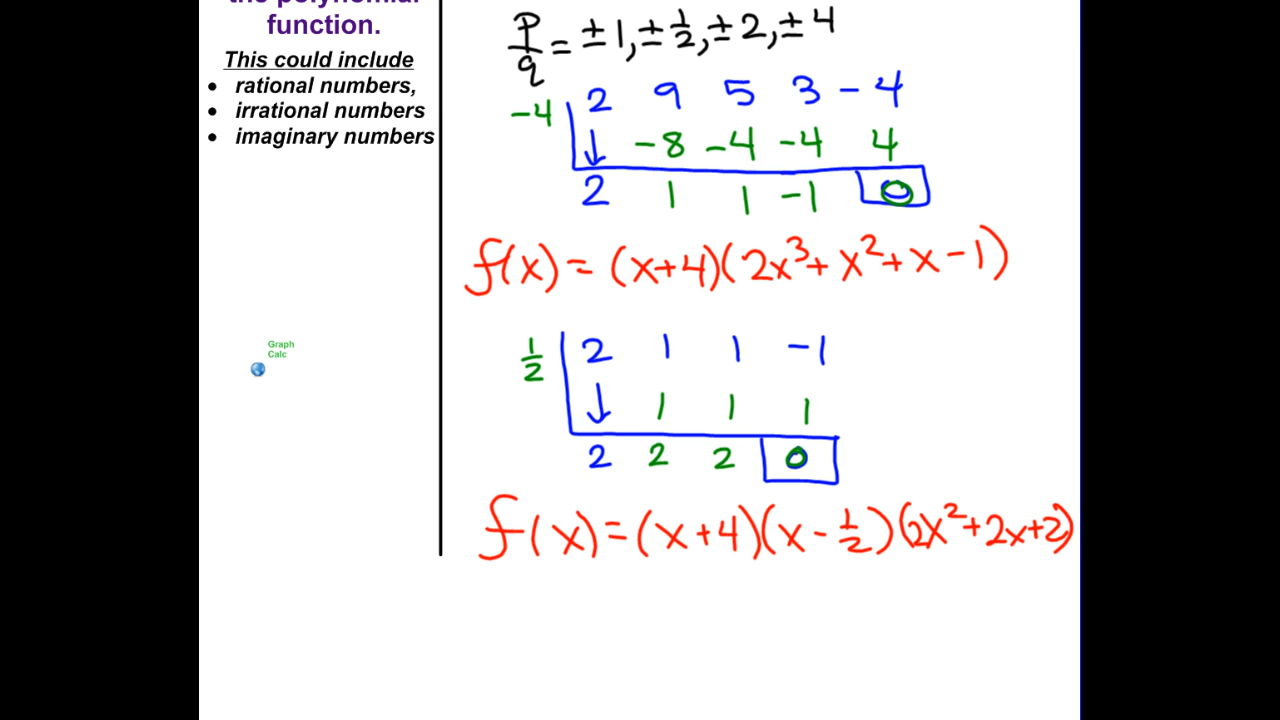 the polynomial
function.
This could include
• rational numbers,
• irrational numbers
• imaginary numbers
Graph
Calc
p/q = ±1, ±1/2, ±2, ±4
-4 | 2 9 5 3 -4
↓ -8 -4 -4 4
2 1 1 -1 0
f(x) = (x+4)(2x³+x²+x-1)
1/2 | 2 1 1 -1
↓ 1 1 1
2 2 2 0
f(x)=(x+4)(x-1/2)(2x²+2x+2)